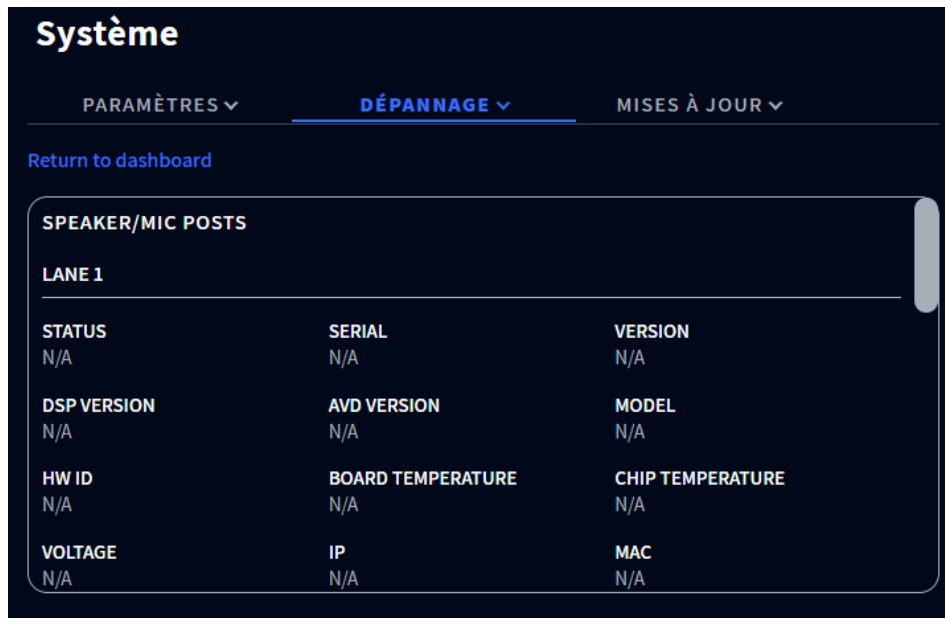 Système
PARAMÈTRES DÉPANNAGE MISES À JOUR
Return to dashboard
SPEAKER/MIC POSTS
LANE 1
STATUS SERIAL VERSION
N/A N/A N/A
DSP VERSION AVD VERSION MODEL
N/A N/A N/A
HW ID BOARD TEMPERATURE CHIP TEMPERATURE
N/A N/A N/A
VOLTAGE IP MAC
N/A N/A N/A